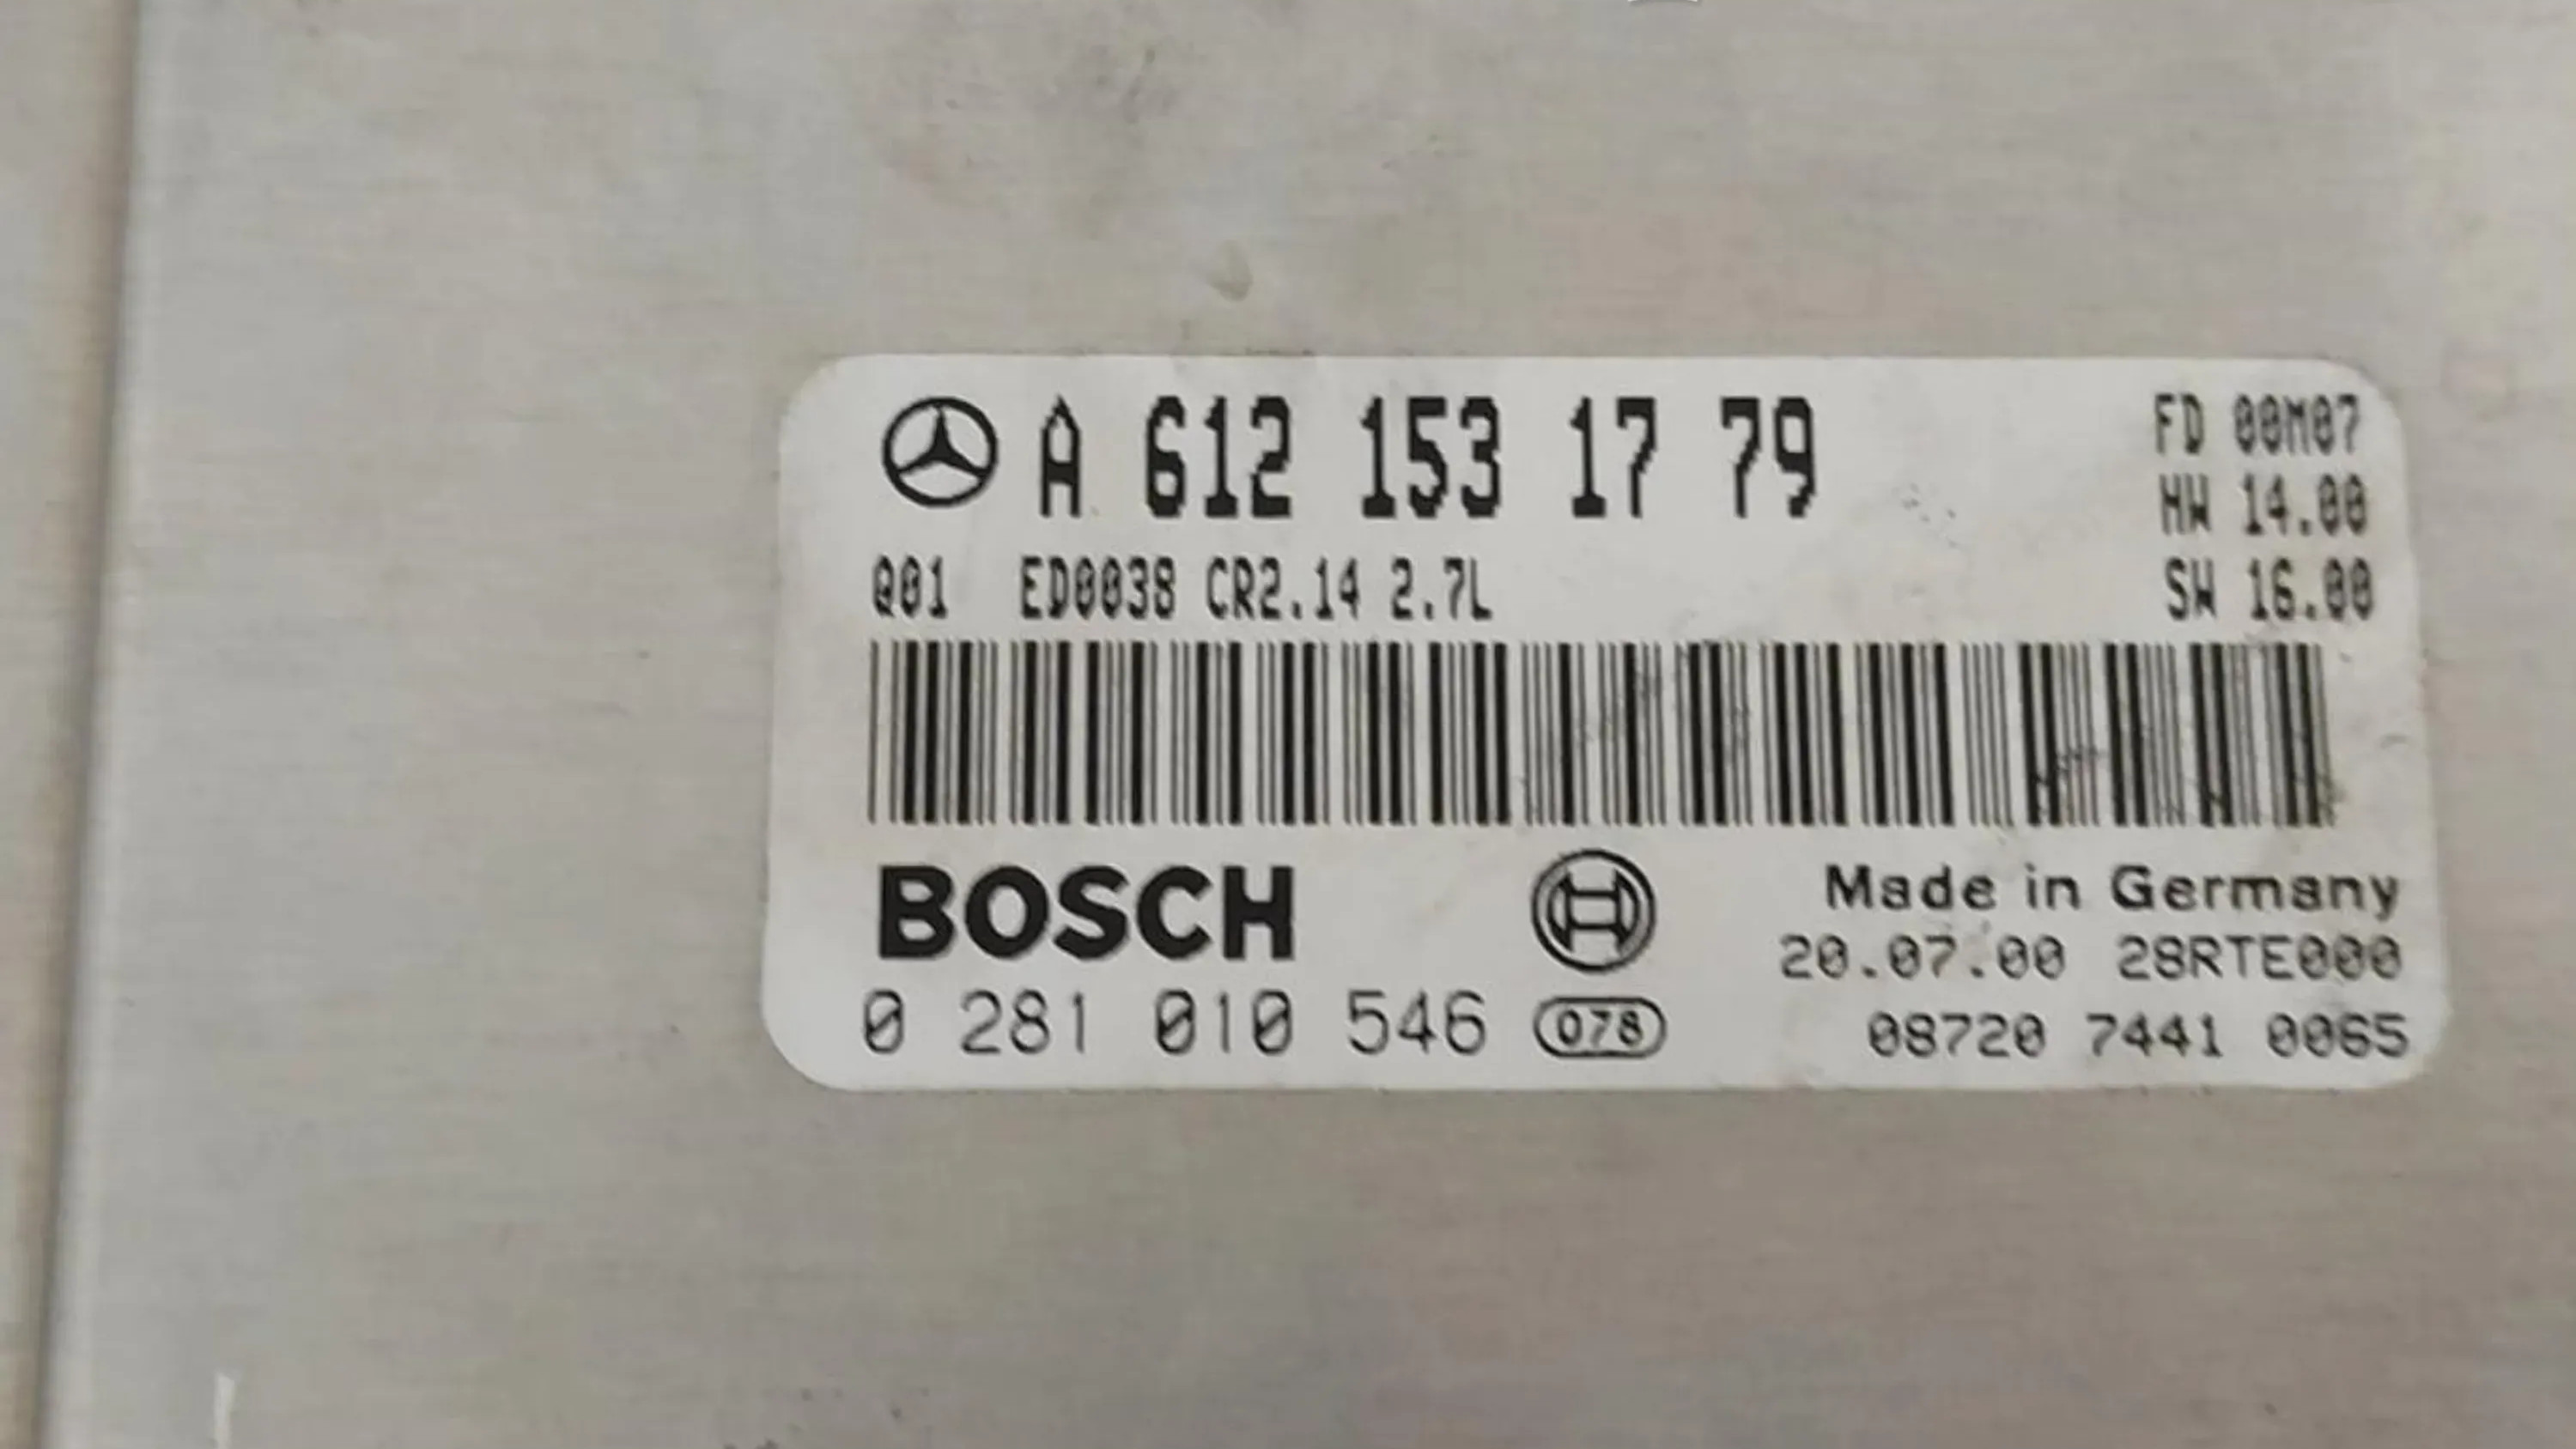 A 612 153 17 79
FD 00M07
HW 14.00
Q01 ED0038 CR2.14 2.7L
SW 16.00
BOSCH
Made in Germany
20.07.00 28RTE000
0 281 010 546 078
08720 7441 0065